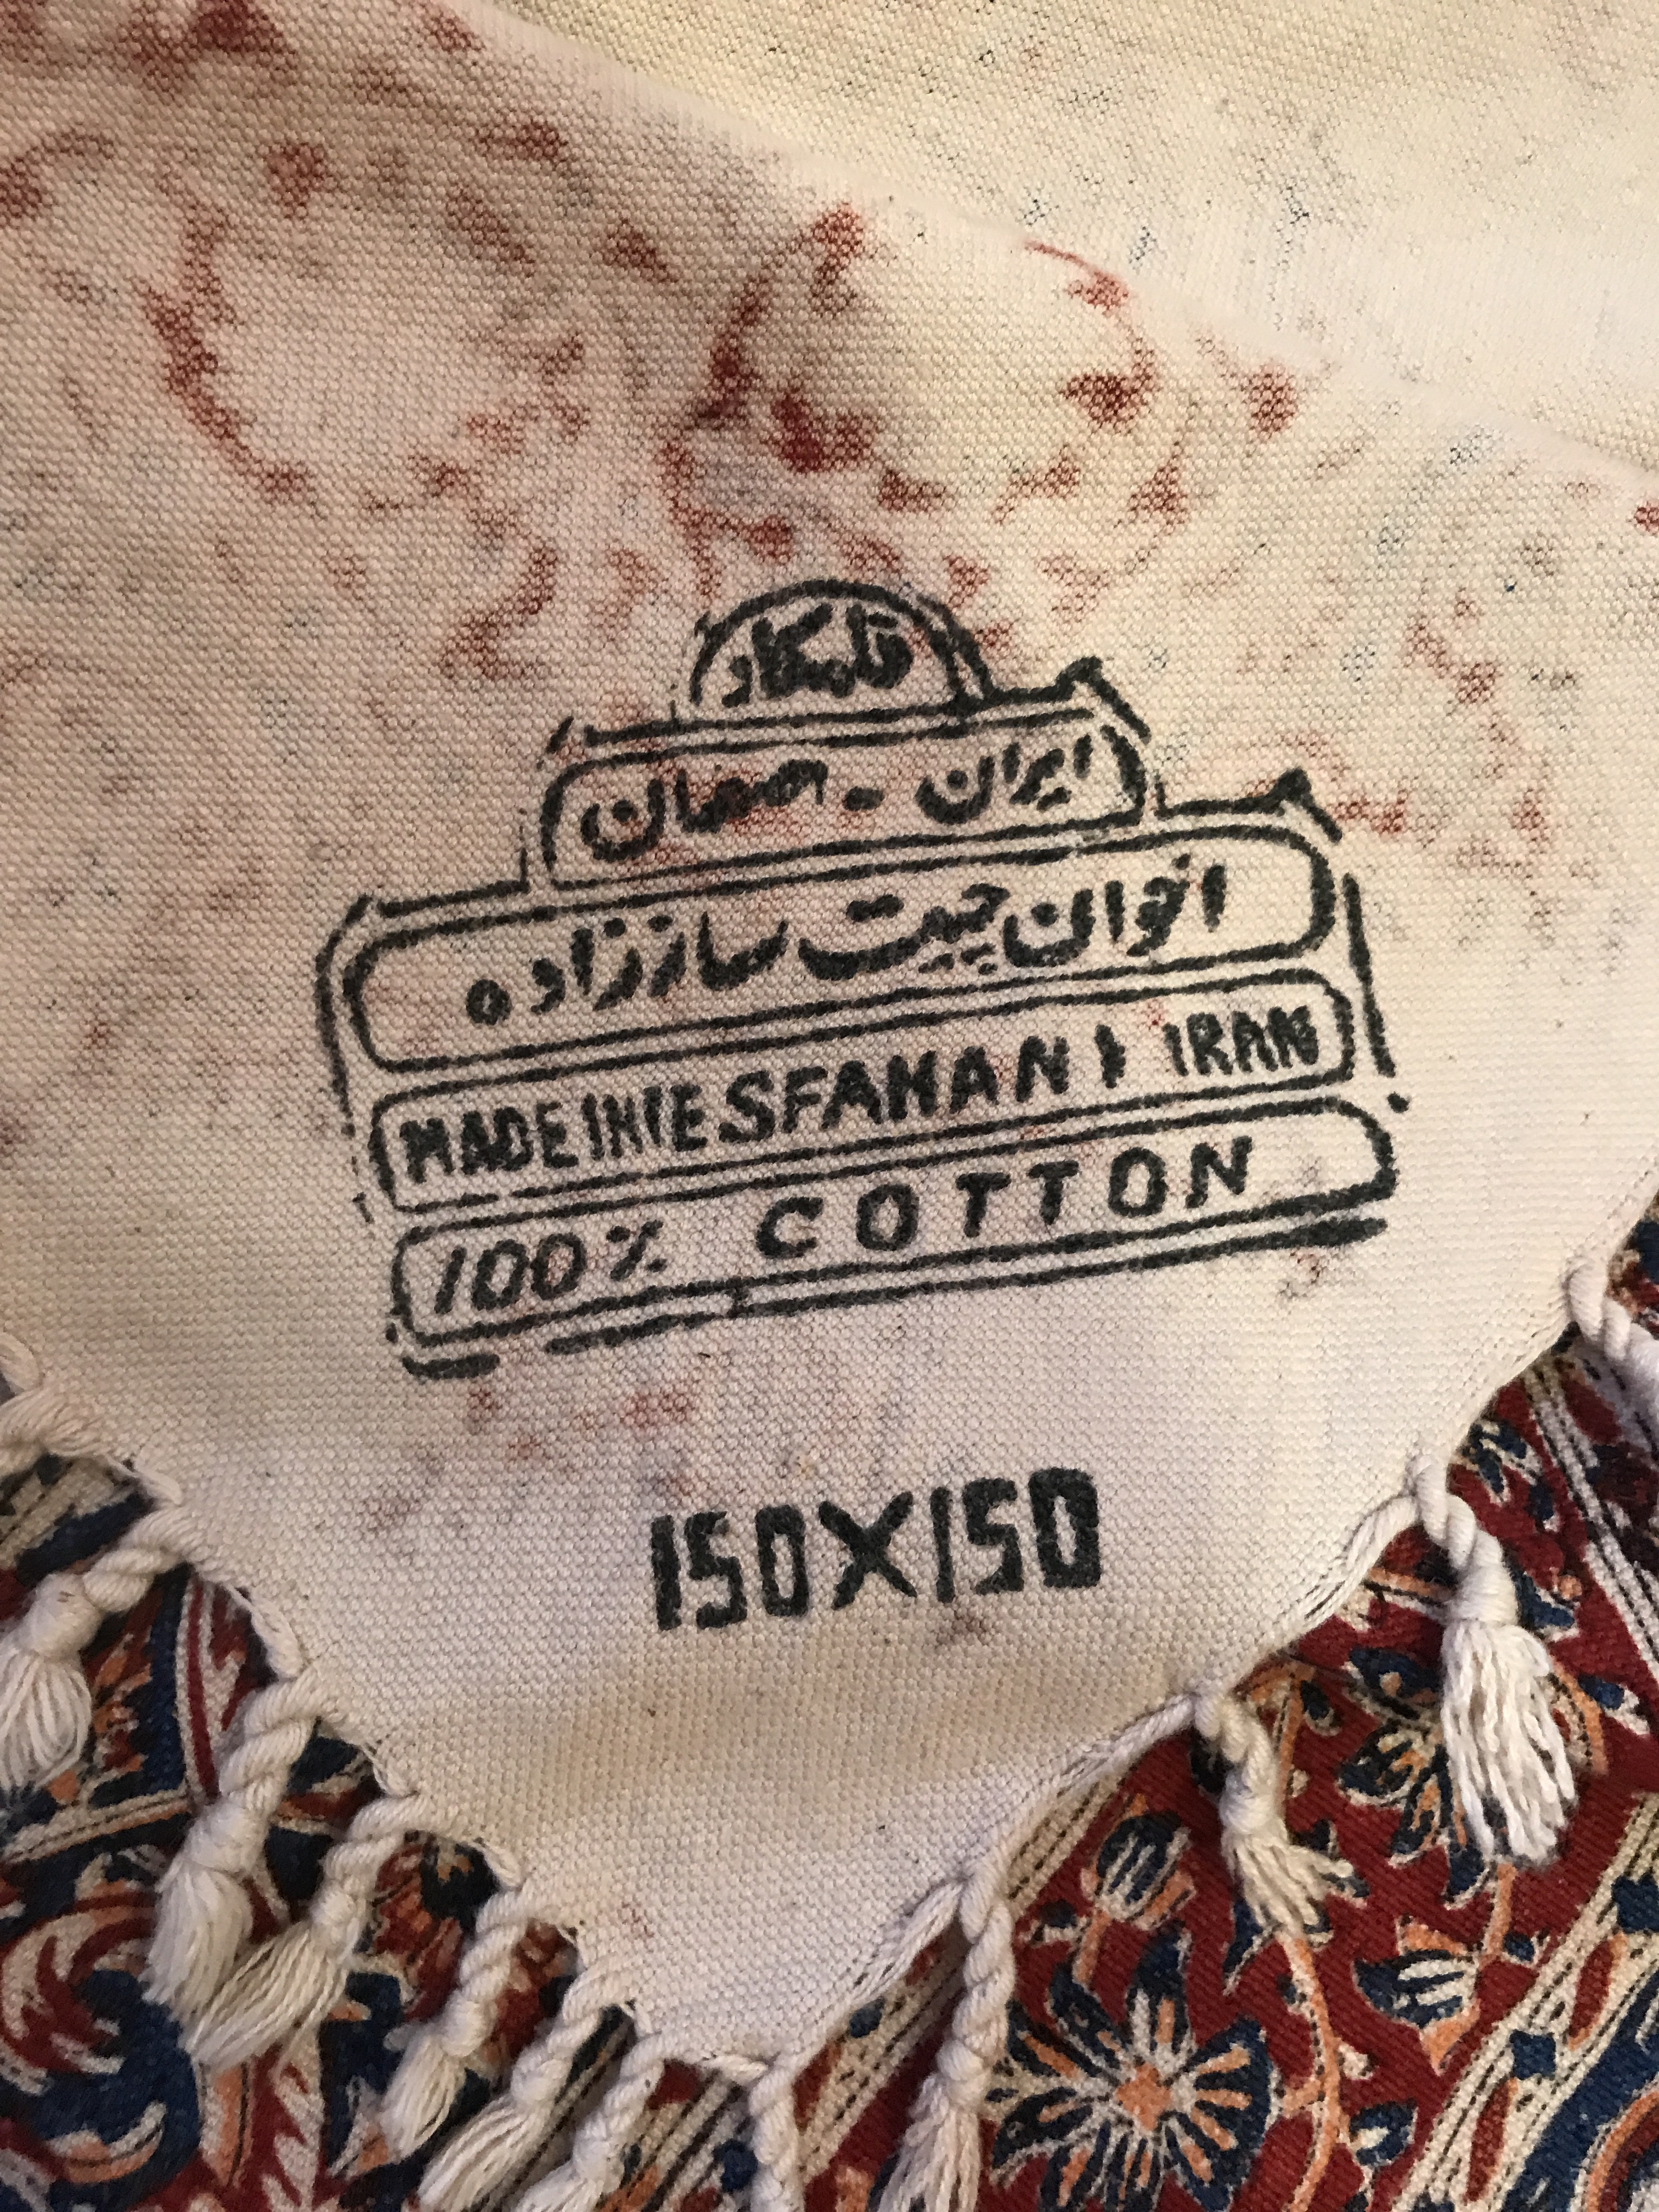 قلمکار
ایران - اصفهان
اخوان چیت ساززاده
MADE IN ESFAHAN IRAN
100% COTTON
150X150